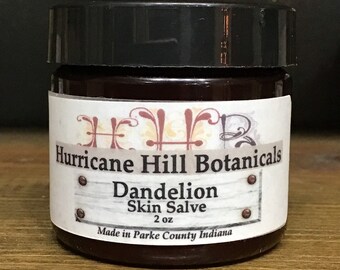 HHB
Hurricane Hill Botanicals
Dandelion
Skin Salve
2 oz
Made in Parke County Indiana